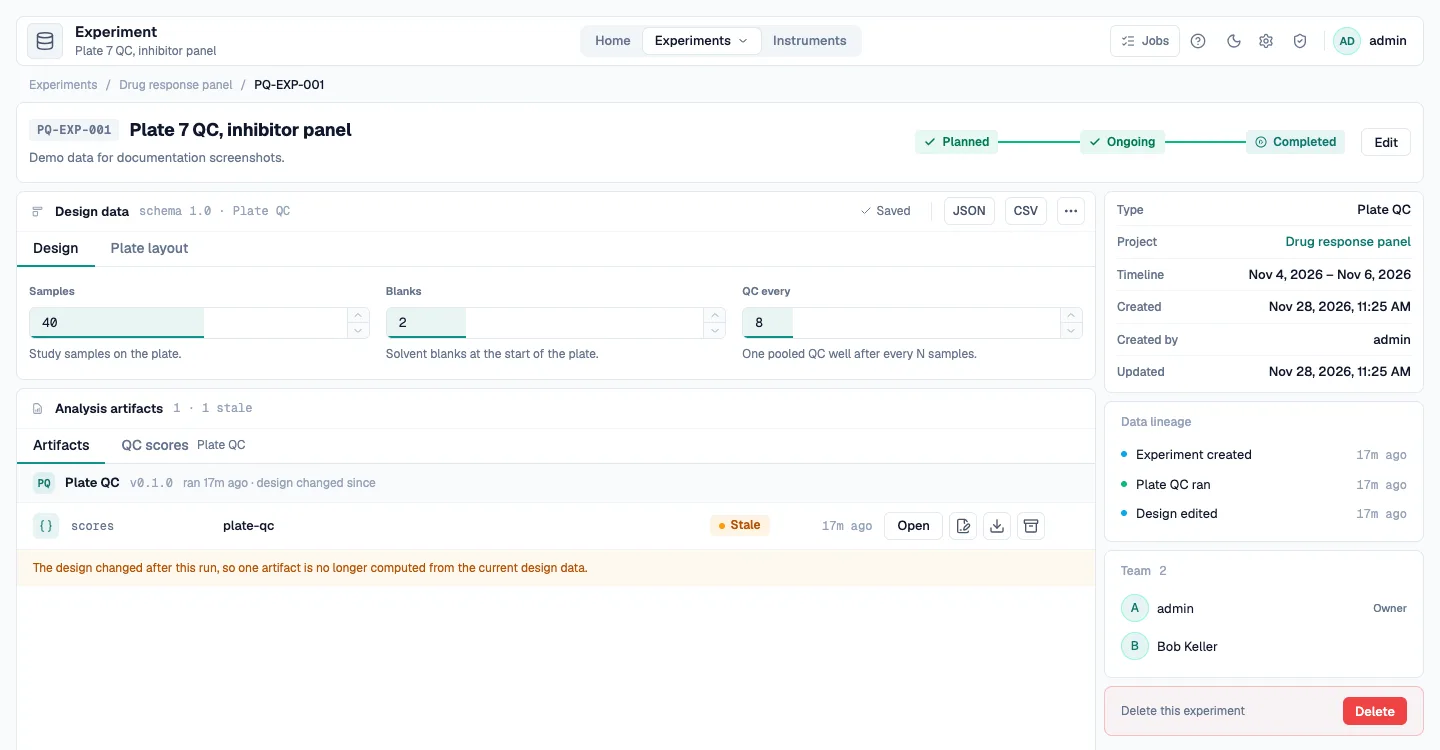 Experiment
Plate 7 QC, inhibitor panel
Home Experiments Instruments
Jobs
AD admin
Experiments / Drug response panel / PQ-EXP-001
PQ-EXP-001 Plate 7 QC, inhibitor panel
Demo data for documentation screenshots.
Planned Ongoing Completed
Edit
Design data schema 1.0 · Plate QC
Saved JSON CSV
Design Plate layout
Samples
40
Study samples on the plate.
Blanks
2
Solvent blanks at the start of the plate.
QC every
8
One pooled QC well after every N samples.
Analysis artifacts 1 · 1 stale
Artifacts QC scores Plate QC
PQ Plate QC v0.1.0 ran 17m ago · design changed since
{} scores plate-qc Stale 17m ago Open
The design changed after this run, so one artifact is no longer computed from the current design data.
Type Plate QC
Project Drug response panel
Timeline Nov 4, 2026 – Nov 6, 2026
Created Nov 28, 2026, 11:25 AM
Created by admin
Updated Nov 28, 2026, 11:25 AM
Data lineage
Experiment created 17m ago
Plate QC ran 17m ago
Design edited 17m ago
Team 2
A admin Owner
B Bob Keller
Delete this experiment Delete